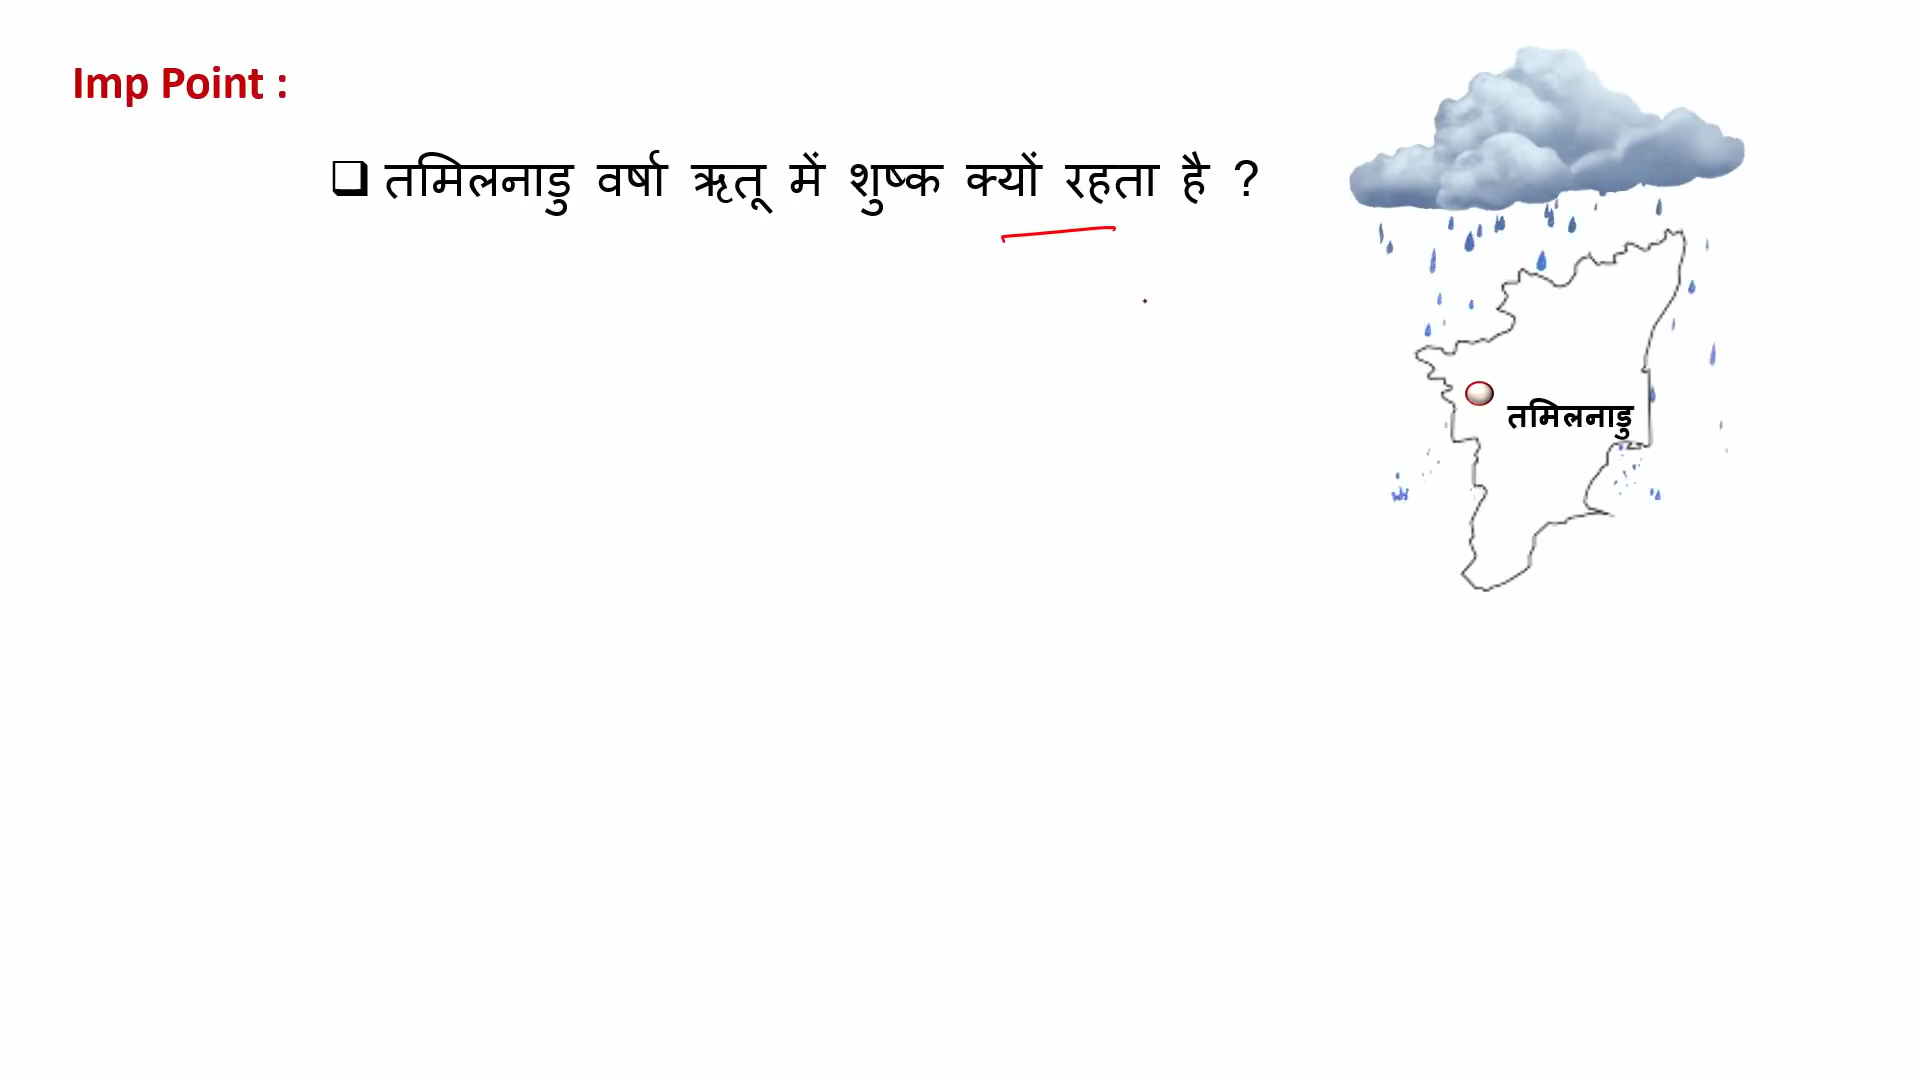 Imp Point :
❑ तमिलनाडु वर्षा ऋतू में शुष्क क्यों रहता है ?
तमिलनाडु